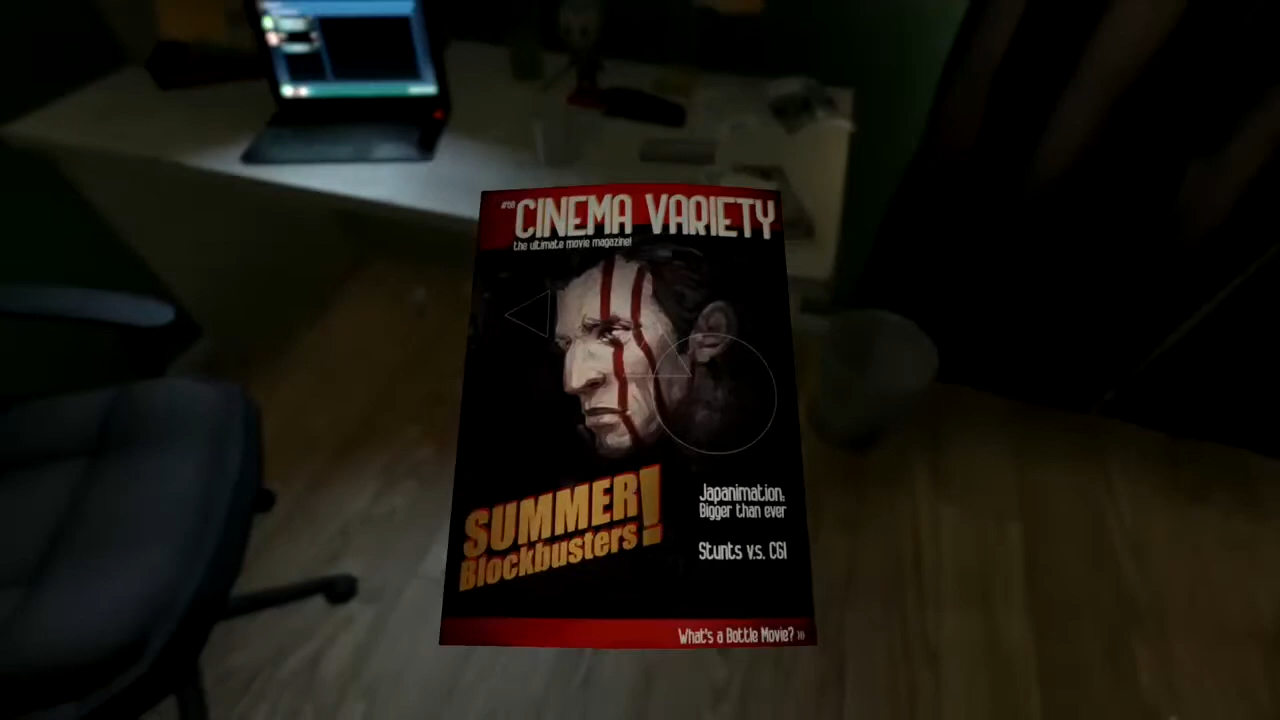 CINEMA VARIETY
the ultimate movie magazine!
SUMMER!
Blockbusters
Japanimation:
Bigger than ever
Stunts v.s. CGI
What's a Bottle Movie? »